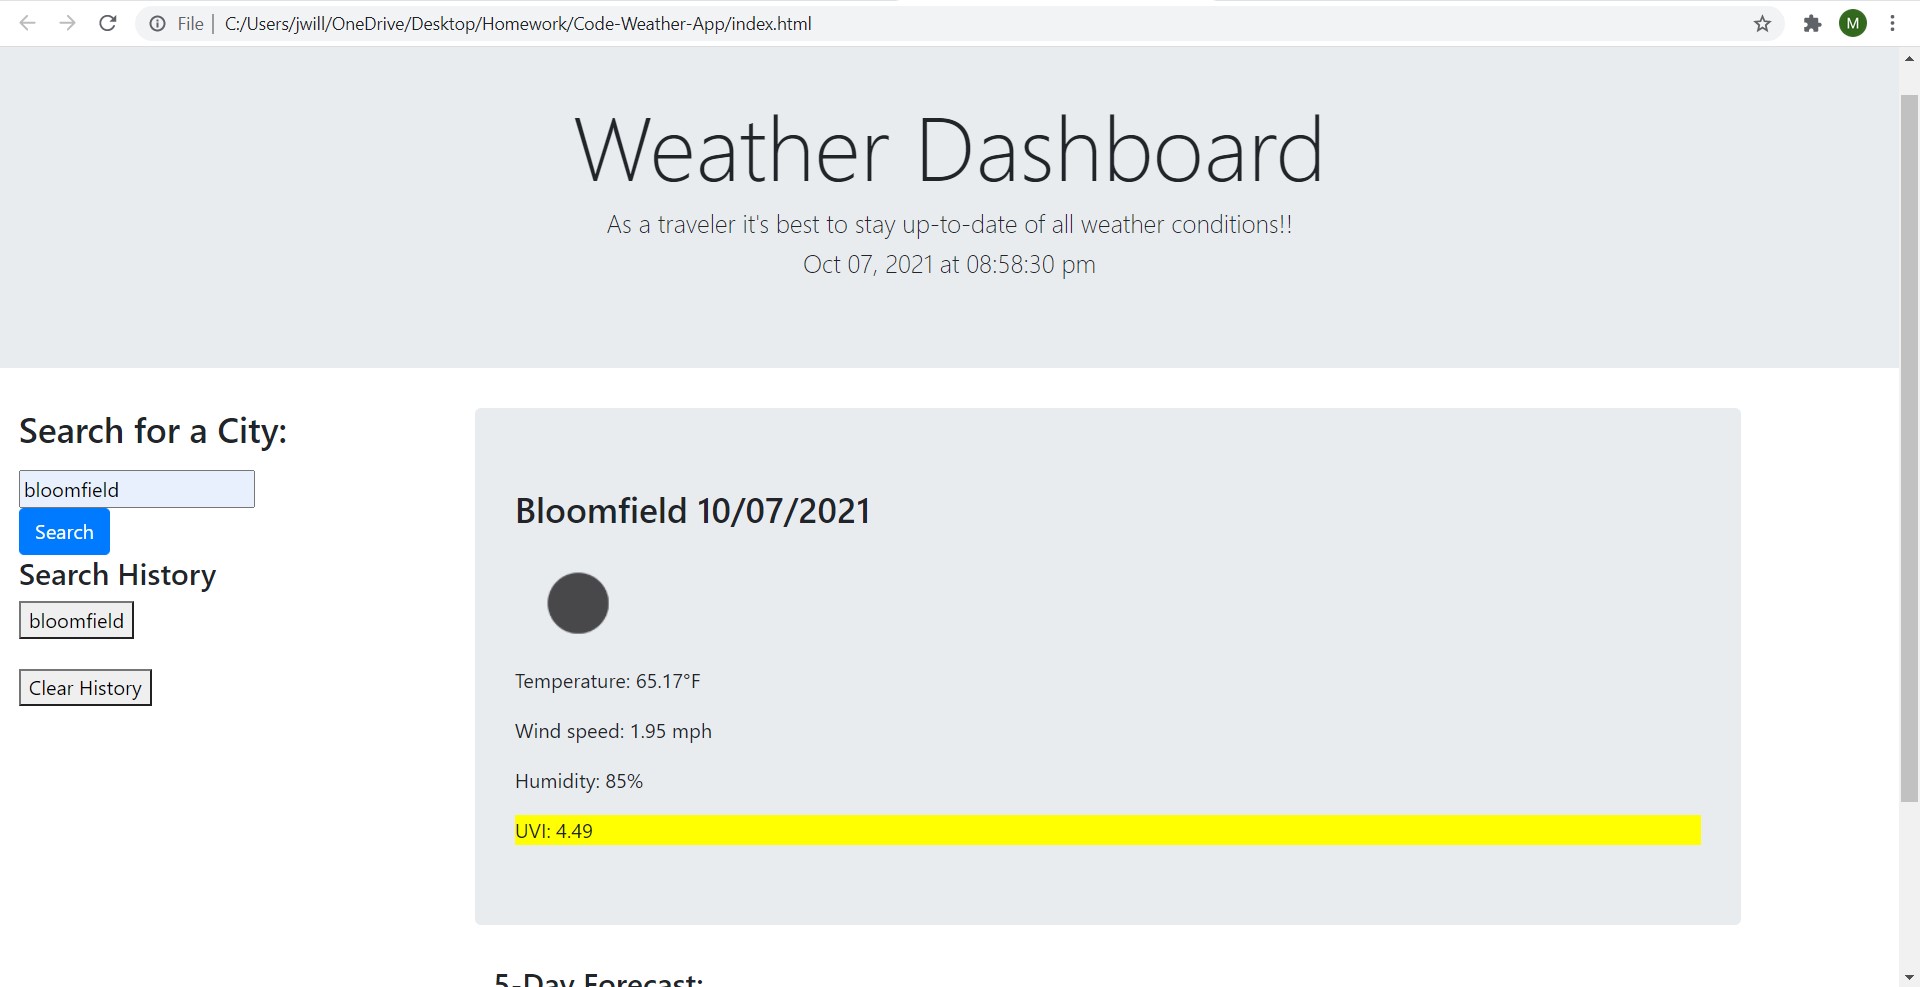 File | C:/Users/jwill/OneDrive/Desktop/Homework/Code-Weather-App/index.html
M
Weather Dashboard
As a traveler it's best to stay up-to-date of all weather conditions!!
Oct 07, 2021 at 08:58:30 pm
Search for a City:
bloomfield
Search
Search History
bloomfield
Clear History
Bloomfield 10/07/2021
Temperature: 65.17°F
Wind speed: 1.95 mph
Humidity: 85%
UVI: 4.49
5-Day Forecast: